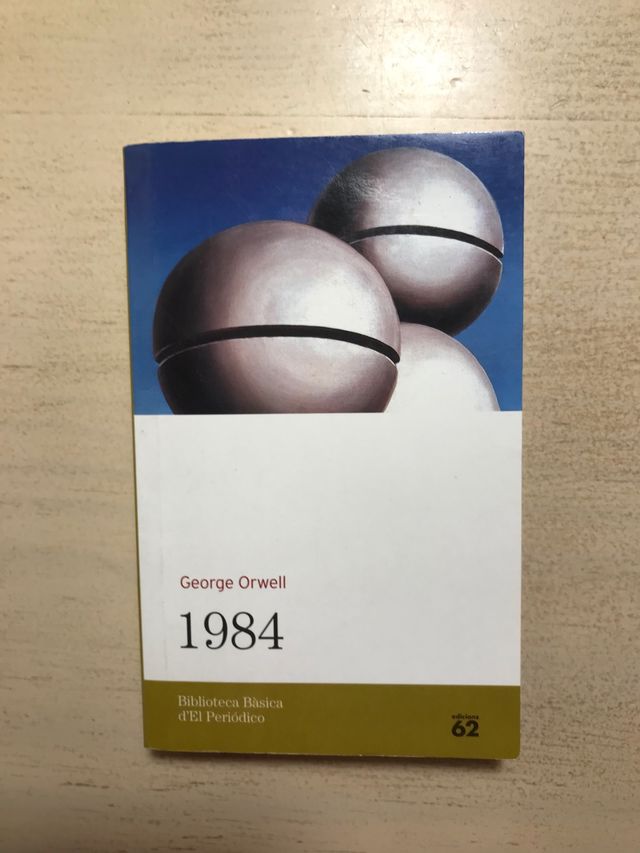 George Orwell
1984
Biblioteca Bàsica
d'El Periódico
edicions
62